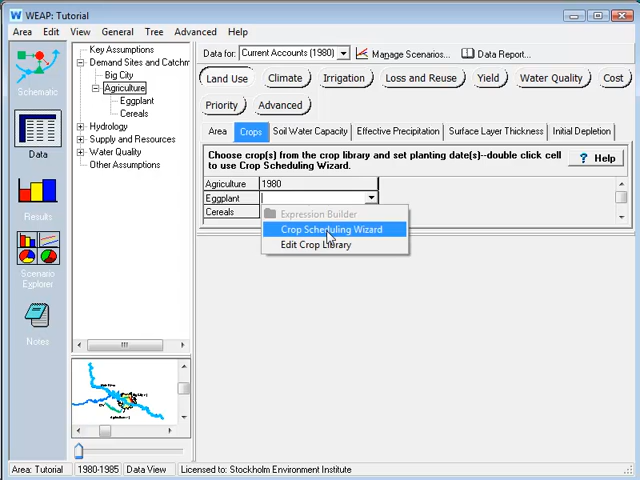 WEAP: Tutorial
Area Edit View General Tree Advanced Help
Schematic
Data
Results
Scenario Explorer
Notes
Key Assumptions
Demand Sites and Catchm
Big City
Agriculture
Eggplant
Cereals
Hydrology
Supply and Resources
Water Quality
Other Assumptions
Data for: Current Accounts (1980) Manage Scenarios... Data Report...
Land Use Climate Irrigation Loss and Reuse Yield Water Quality Cost
Priority Advanced
Area Crops Soil Water Capacity Effective Precipitation Surface Layer Thickness Initial Depletion
Choose crop(s) from the crop library and set planting date(s)--double click cell
to use Crop Scheduling Wizard.
? Help
Agriculture 1980
Eggplant
Cereals
Expression Builder
Crop Scheduling Wizard
Edit Crop Library
Area: Tutorial 1980-1985 Data View Licensed to: Stockholm Environment Institute